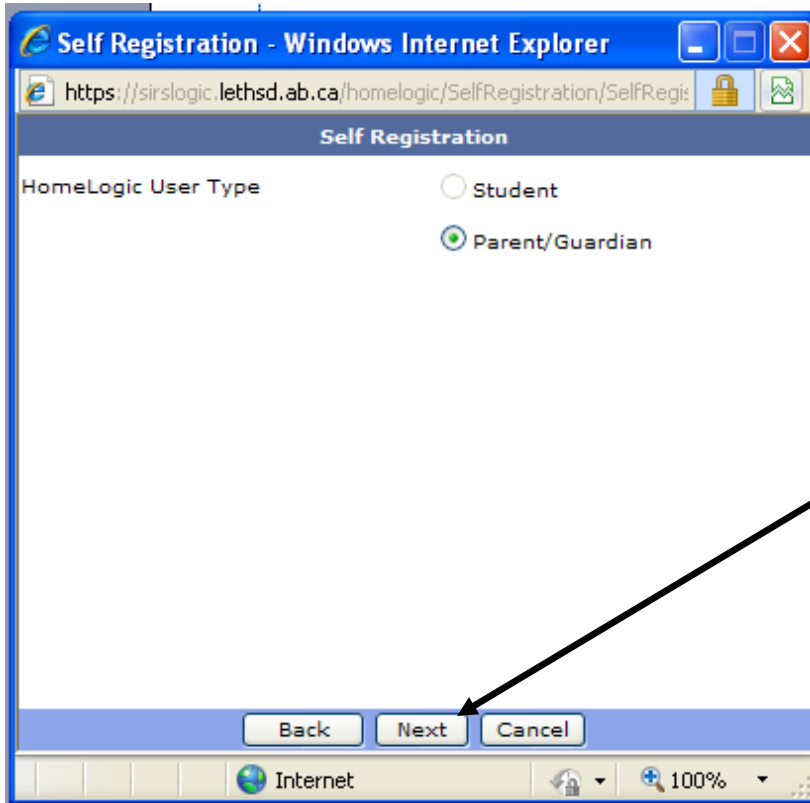 Self Registration - Windows Internet Explorer
https://sirslogic.lethsd.ab.ca/homelogic/SelfRegistration/SelfRegis
Self Registration
HomeLogic User Type
Student
Parent/Guardian
Back Next Cancel
Internet 100%